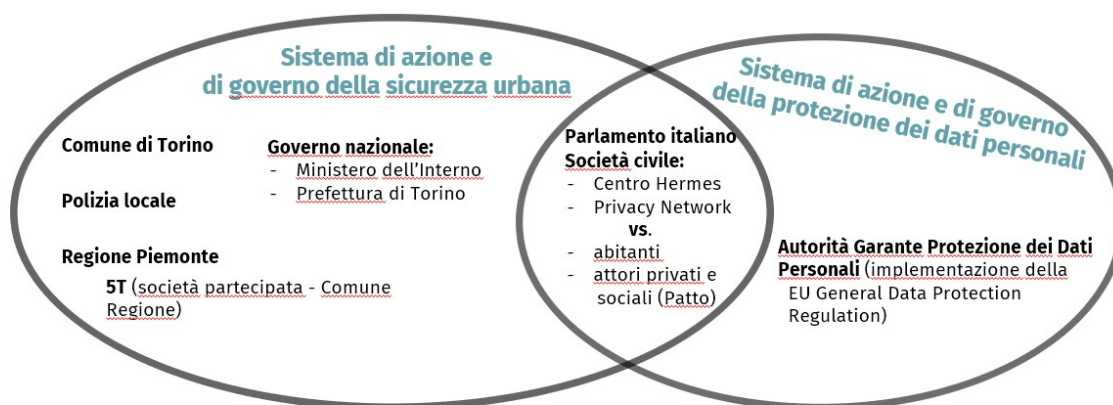 Sistema di azione e
di governo della sicurezza urbana
Comune di Torino
Polizia locale
Regione Piemonte
5T (società partecipata - Comune
Regione)
Governo nazionale:
- Ministero dell'Interno
- Prefettura di Torino
Parlamento italiano
Società civile:
- Centro Hermes
- Privacy Network
vs.
- abitanti
- attori privati e
sociali (Patto)
Sistema di azione e di governo
della protezione dei dati personali
Autorità Garante Protezione dei Dati
Personali (implementazione della
EU General Data Protection
Regulation)